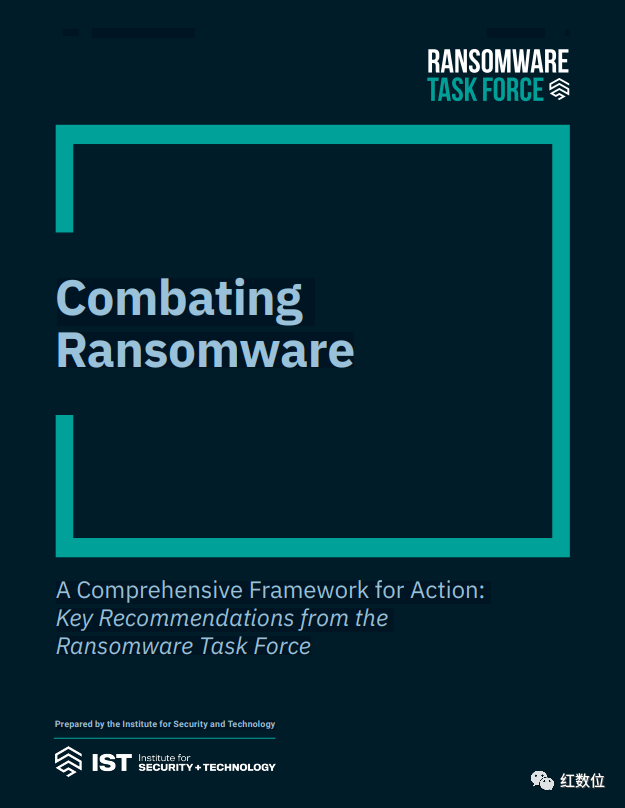 RANSOMWARE
TASK FORCE
Combating
Ransomware
A Comprehensive Framework for Action:
Key Recommendations from the
Ransomware Task Force
Prepared by the Institute for Security and Technology
IST Institute for
SECURITY + TECHNOLOGY
红数位